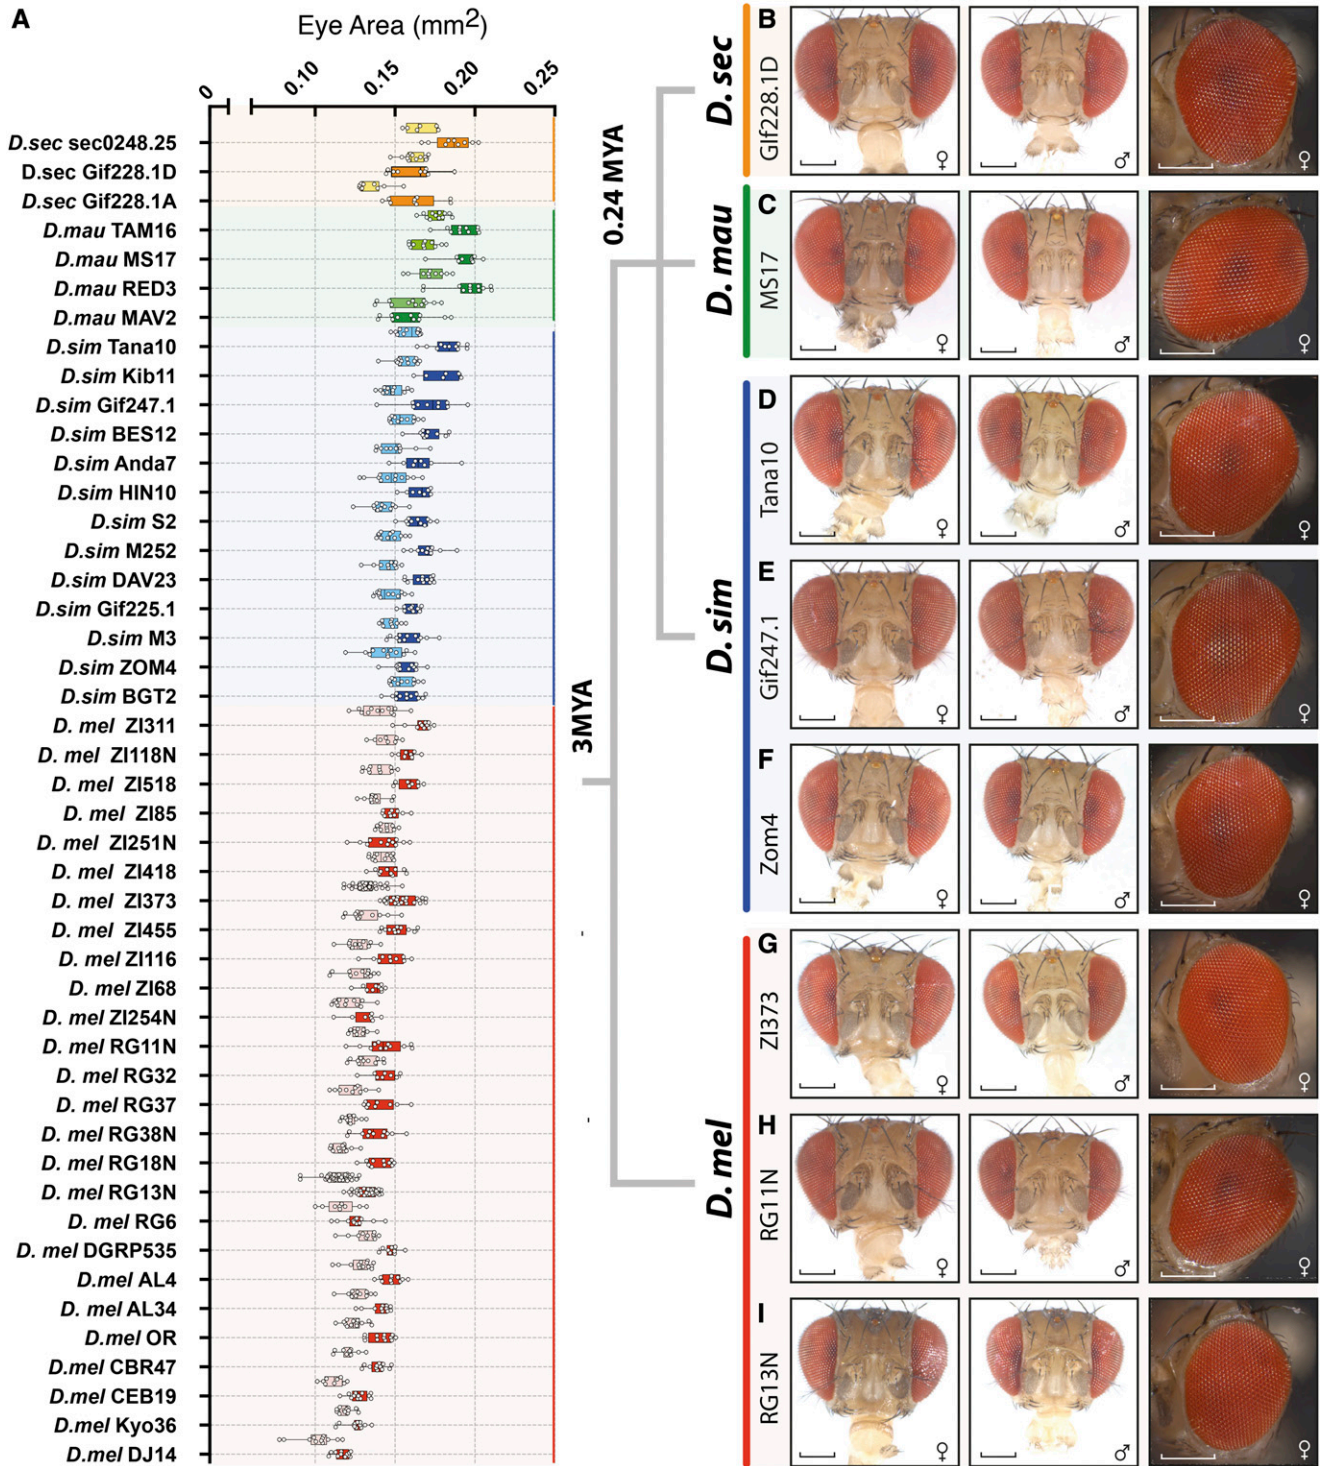 A
Eye Area (mm2)
0
0.10
0.15
0.20
0.25
D.sec sec0248.25
D.sec Gif228.1D
D.sec Gif228.1A
D.mau TAM16
D.mau MS17
D.mau RED3
D.mau MAV2
D.sim Tana10
D.sim Kib11
D.sim Gif247.1
D.sim BES12
D.sim Anda7
D.sim HIN10
D.sim S2
D.sim M252
D.sim DAV23
D.sim Gif225.1
D.sim M3
D.sim ZOM4
D.sim BGT2
D. mel ZI311
D. mel ZI118N
D. mel ZI518
D. mel ZI85
D. mel ZI251N
D. mel ZI418
D. mel ZI373
D. mel ZI455
D. mel ZI116
D. mel ZI68
D. mel ZI254N
D. mel RG11N
D. mel RG32
D. mel RG37
D. mel RG38N
D. mel RG18N
D. mel RG13N
D. mel RG6
D. mel DGRP535
D.mel AL4
D. mel AL34
D.mel OR
D.mel CBR47
D.mel CEB19
D.mel Kyo36
D.mel DJ14
0.24 MYA
3MYA
D. sec
B
Gif228.1D
♀
♂
♀
D. mau
C
MS17
♀
♂
♀
D. sim
D
Tana10
♀
♂
♀
E
Gif247.1
♀
♂
♀
F
Zom4
♀
♂
♀
D. mel
G
ZI373
♀
♂
♀
H
RG11N
♀
♂
♀
I
RG13N
♀
♂
♀